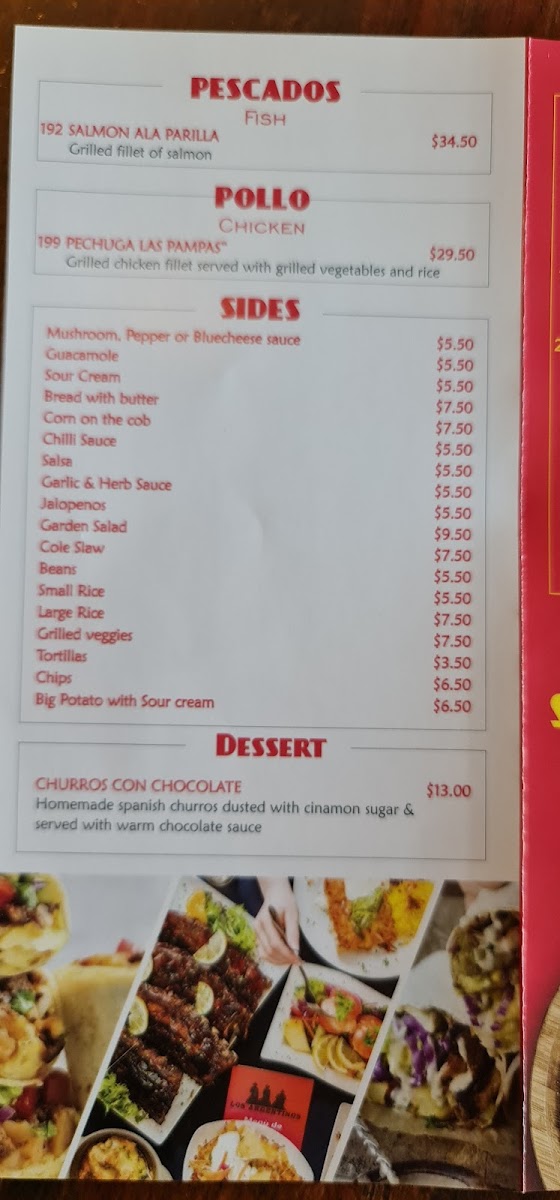 PESCADOS
FISH
192 SALMON ALA PARILLA $34.50
Grilled fillet of salmon
POLLO
CHICKEN
199 PECHUGA LAS PAMPAS $29.50
Grilled chicken fillet served with grilled vegetables and rice
SIDES
Mushroom, Pepper or Bluecheese sauce $5.50
Guacamole $5.50
Sour Cream $5.50
Bread with butter $7.50
Corn on the cob $7.50
Chilli Sauce $5.50
Salsa $5.50
Garlic & Herb Sauce $5.50
Jalopenos $5.50
Garden Salad $9.50
Cole Slaw $7.50
Beans $5.50
Small Rice $5.50
Large Rice $7.50
Grilled veggies $7.50
Tortillas $3.50
Chips $6.50
Big Potato with Sour cream $6.50
DESSERT
CHURROS CON CHOCOLATE $13.00
Homemade spanish churros dusted with cinamon sugar &
served with warm chocolate sauce
LOS ARGENTINOS
Menú de